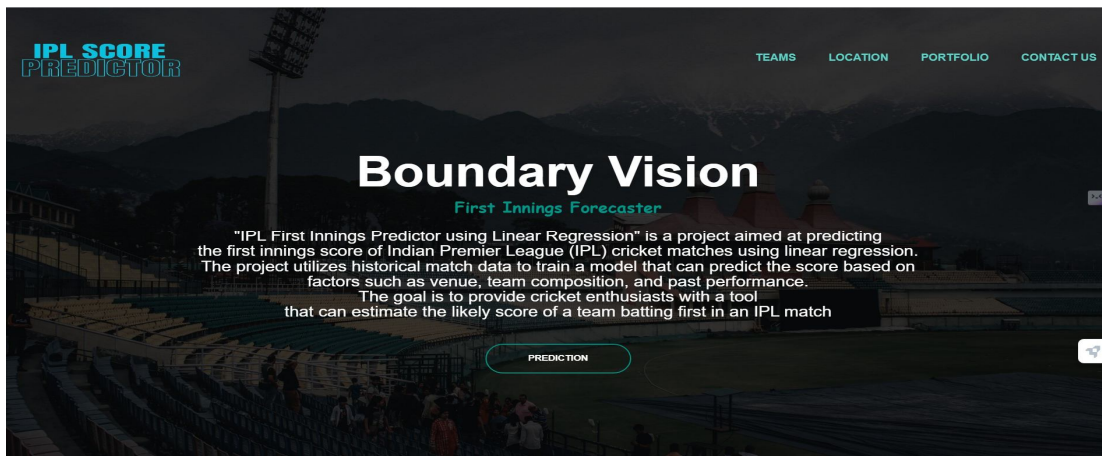 IPL SCORE
PREDICTOR
TEAMS
LOCATION
PORTFOLIO
CONTACT US
Boundary Vision
First Innings Forecaster
"IPL First Innings Predictor using Linear Regression" is a project aimed at predicting
the first innings score of Indian Premier League (IPL) cricket matches using linear regression.
The project utilizes historical match data to train a model that can predict the score based on
factors such as venue, team composition, and past performance.
The goal is to provide cricket enthusiasts with a tool
that can estimate the likely score of a team batting first in an IPL match
PREDICTION